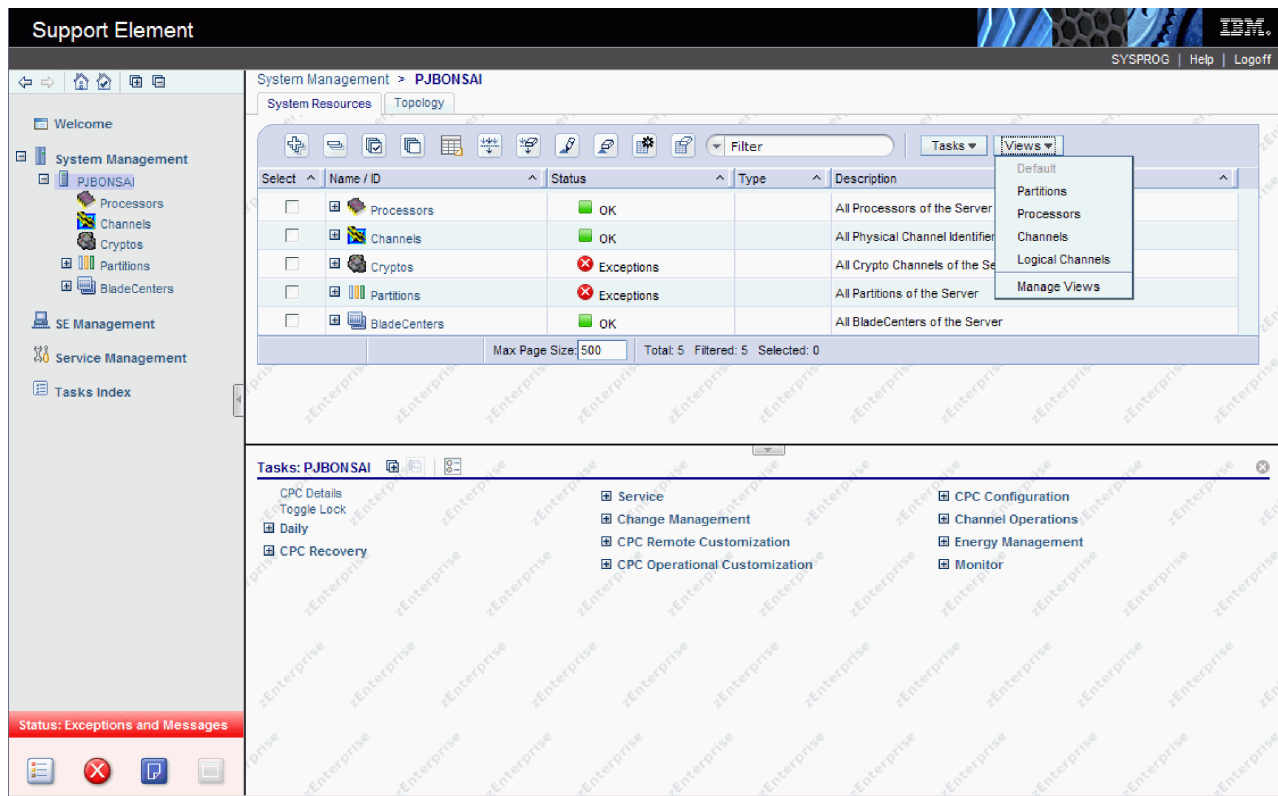 Support Element
IBM.
SYSPROG | Help | Logoff
System Management > PJBONSAI
System Resources
Topology
Welcome
System Management
PJBONSAI
Processors
Channels
Cryptos
Partitions
BladeCenters
SE Management
Service Management
Tasks Index
Filter
Tasks
Views
Default
Partitions
Processors
Channels
Logical Channels
Manage Views
Select Name / ID Status Type Description
Processors OK All Processors of the Server
Channels OK All Physical Channel Identifier
Cryptos Exceptions All Crypto Channels of the Se
Partitions Exceptions All Partitions of the Server
BladeCenters OK All BladeCenters of the Server
Max Page Size: 500 Total: 5 Filtered: 5 Selected: 0
Tasks: PJBONSAI
CPC Details
Toggle Lock
Daily
CPC Recovery
Service
Change Management
CPC Remote Customization
CPC Operational Customization
CPC Configuration
Channel Operations
Energy Management
Monitor
zEnterprise
Status: Exceptions and Messages